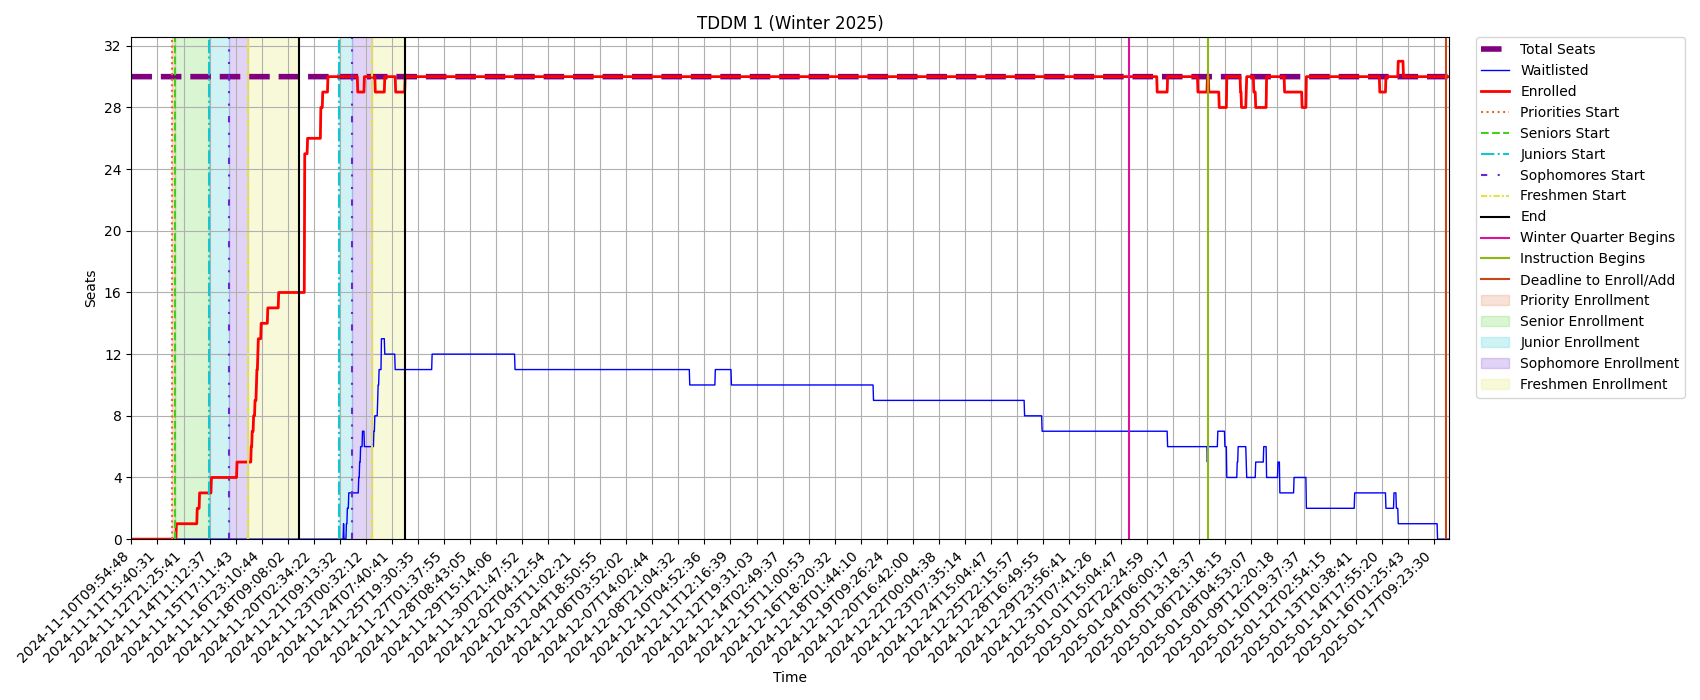 TDDM 1 (Winter 2025)
32
28
24
20
16
12
8
4
0
Seats
2024-11-10T09:54:48
2024-11-11T15:40:31
2024-11-12T21:25:41
2024-11-14T11:12:37
2024-11-15T17:11:43
2024-11-16T23:10:44
2024-11-18T09:08:02
2024-11-20T02:34:22
2024-11-21T09:13:32
2024-11-23T00:32:12
2024-11-24T07:40:41
2024-11-25T19:30:35
2024-11-27T01:37:55
2024-11-28T08:43:05
2024-11-29T15:14:06
2024-11-30T21:47:52
2024-12-02T04:12:54
2024-12-03T11:02:21
2024-12-04T18:50:55
2024-12-06T03:52:02
2024-12-07T14:02:44
2024-12-08T21:04:32
2024-12-10T04:52:36
2024-12-11T12:16:39
2024-12-12T19:31:03
2024-12-14T02:49:37
2024-12-15T11:00:53
2024-12-16T18:20:32
2024-12-18T01:44:10
2024-12-19T09:26:24
2024-12-20T16:42:00
2024-12-22T00:04:38
2024-12-23T07:35:14
2024-12-24T15:04:47
2024-12-25T22:15:57
2024-12-28T16:49:55
2024-12-29T23:56:41
2024-12-31T07:41:26
2025-01-01T15:04:47
2025-01-02T22:24:59
2025-01-04T06:00:17
2025-01-05T13:18:37
2025-01-06T21:18:15
2025-01-08T04:53:07
2025-01-09T12:20:18
2025-01-10T19:37:37
2025-01-12T02:54:15
2025-01-13T10:38:41
2025-01-14T17:55:20
2025-01-16T01:25:43
2025-01-17T09:23:30
Time
Total Seats
Waitlisted
Enrolled
Priorities Start
Seniors Start
Juniors Start
Sophomores Start
Freshmen Start
End
Winter Quarter Begins
Instruction Begins
Deadline to Enroll/Add
Priority Enrollment
Senior Enrollment
Junior Enrollment
Sophomore Enrollment
Freshmen Enrollment